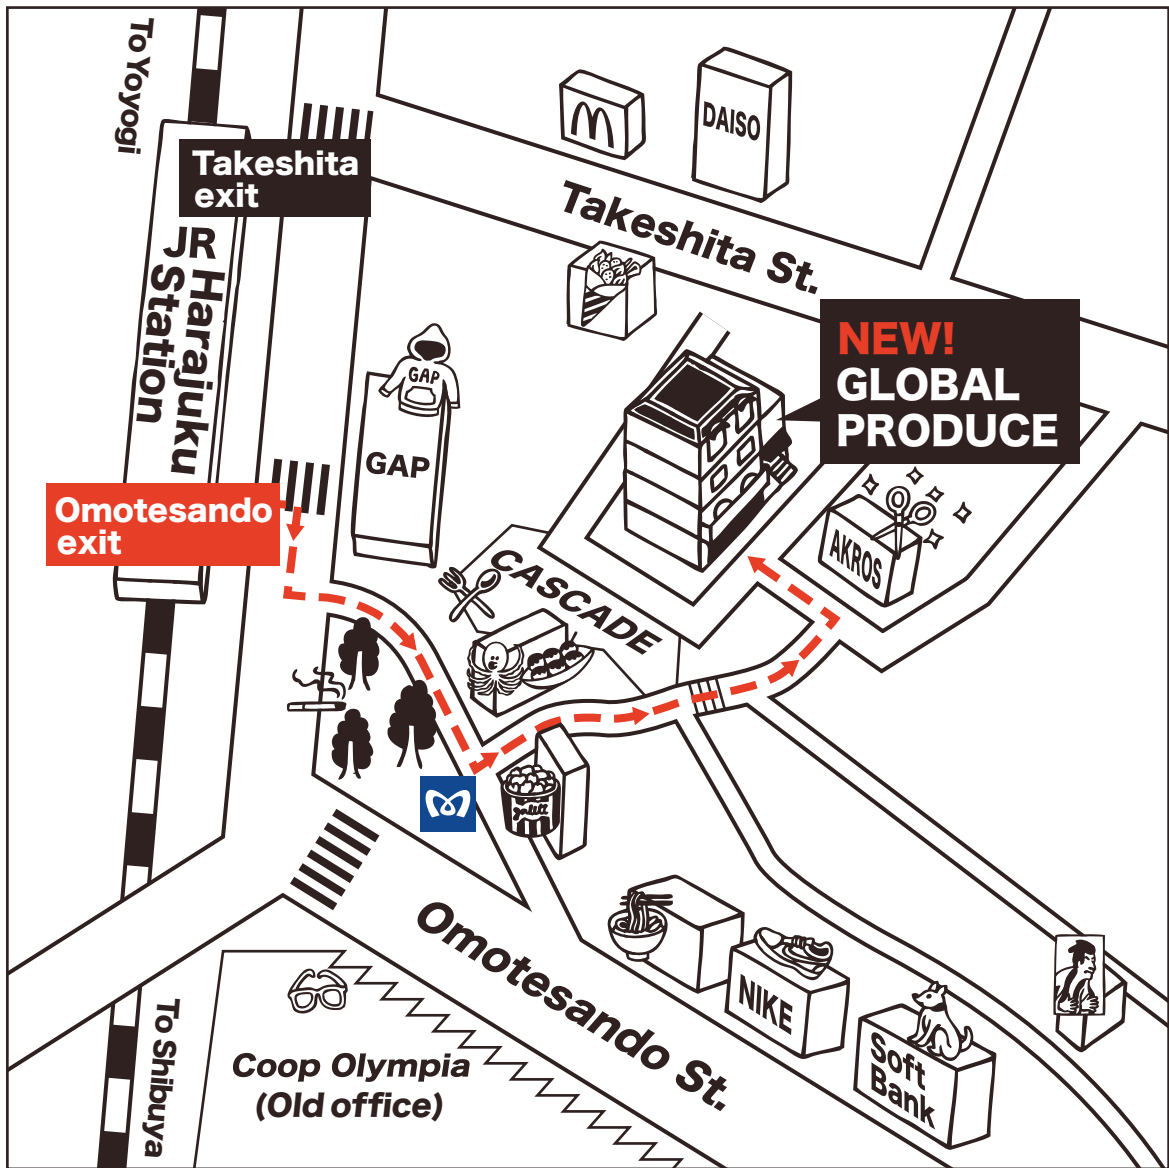 To Yoyogi
Takeshita
exit
JR Harajuku
Station
DAISO
Takeshita St.
NEW!
GLOBAL
PRODUCE
GAP
GAP
Omotesando
exit
AKROS
CASCADE
Omotesando St.
NIKE
Soft
Bank
Coop Olympia
(Old office)
To Shibuya